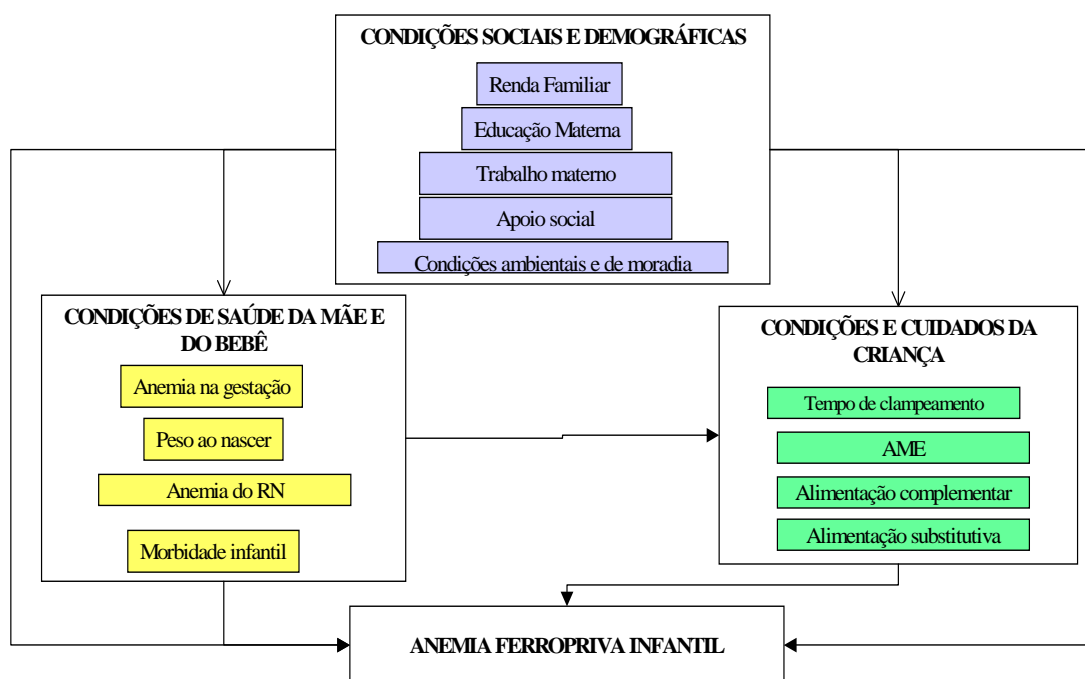 CONDIÇÕES SOCIAIS E DEMOGRÁFICAS
Renda Familiar
Educação Materna
Trabalho materno
Apoio social
Condições ambientais e de moradia
CONDIÇÕES DE SAÚDE DA MÃE E
DO BEBÊ
Anemia na gestação
Peso ao nascer
Anemia do RN
Morbidade infantil
CONDIÇÕES E CUIDADOS DA
CRIANÇA
Tempo de clampeamento
AME
Alimentação complementar
Alimentação substitutiva
ANEMIA FERROPRIVA INFANTIL